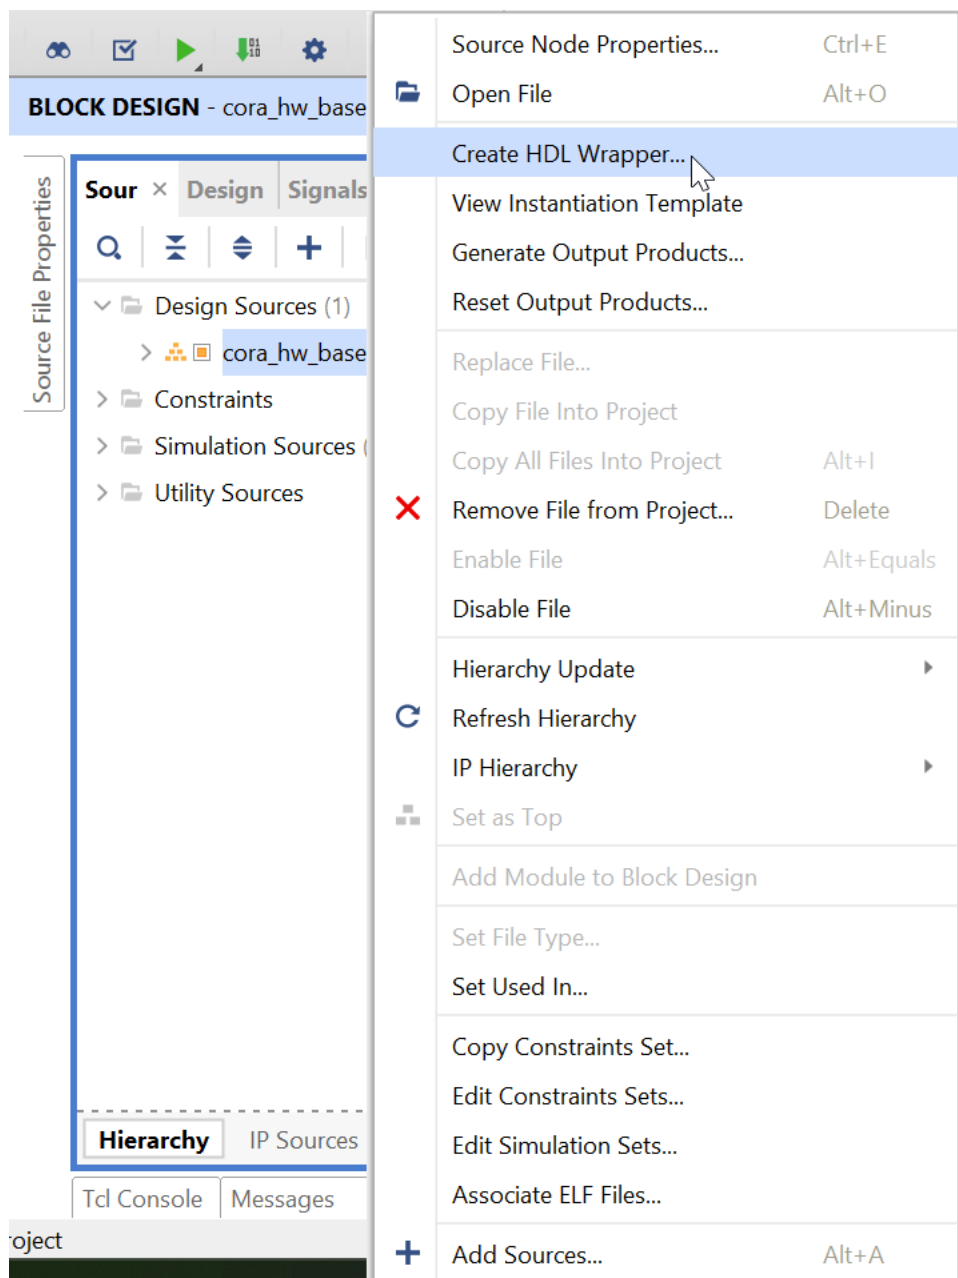 BLOCK DESIGN - cora_hw_base
Source File Properties
Sour × Design Signals
Design Sources (1)
cora_hw_base
Constraints
Simulation Sources (
Utility Sources
Hierarchy IP Sources
Tcl Console Messages
roject
Source Node Properties... Ctrl+E
Open File Alt+O
Create HDL Wrapper...
View Instantiation Template
Generate Output Products...
Reset Output Products...
Replace File...
Copy File Into Project
Copy All Files Into Project Alt+I
Remove File from Project... Delete
Enable File Alt+Equals
Disable File Alt+Minus
Hierarchy Update
Refresh Hierarchy
IP Hierarchy
Set as Top
Add Module to Block Design
Set File Type...
Set Used In...
Copy Constraints Set...
Edit Constraints Sets...
Edit Simulation Sets...
Associate ELF Files...
Add Sources... Alt+A